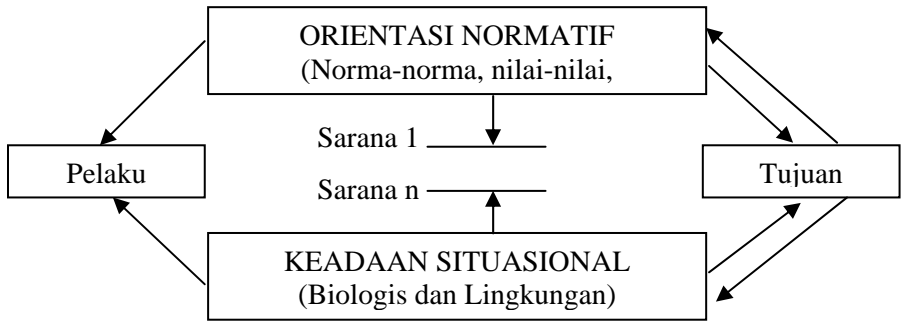 ORIENTASI NORMATIF
(Norma-norma, nilai-nilai,
Sarana 1
Pelaku
Tujuan
Sarana n
KEADAAN SITUASIONAL
(Biologis dan Lingkungan)